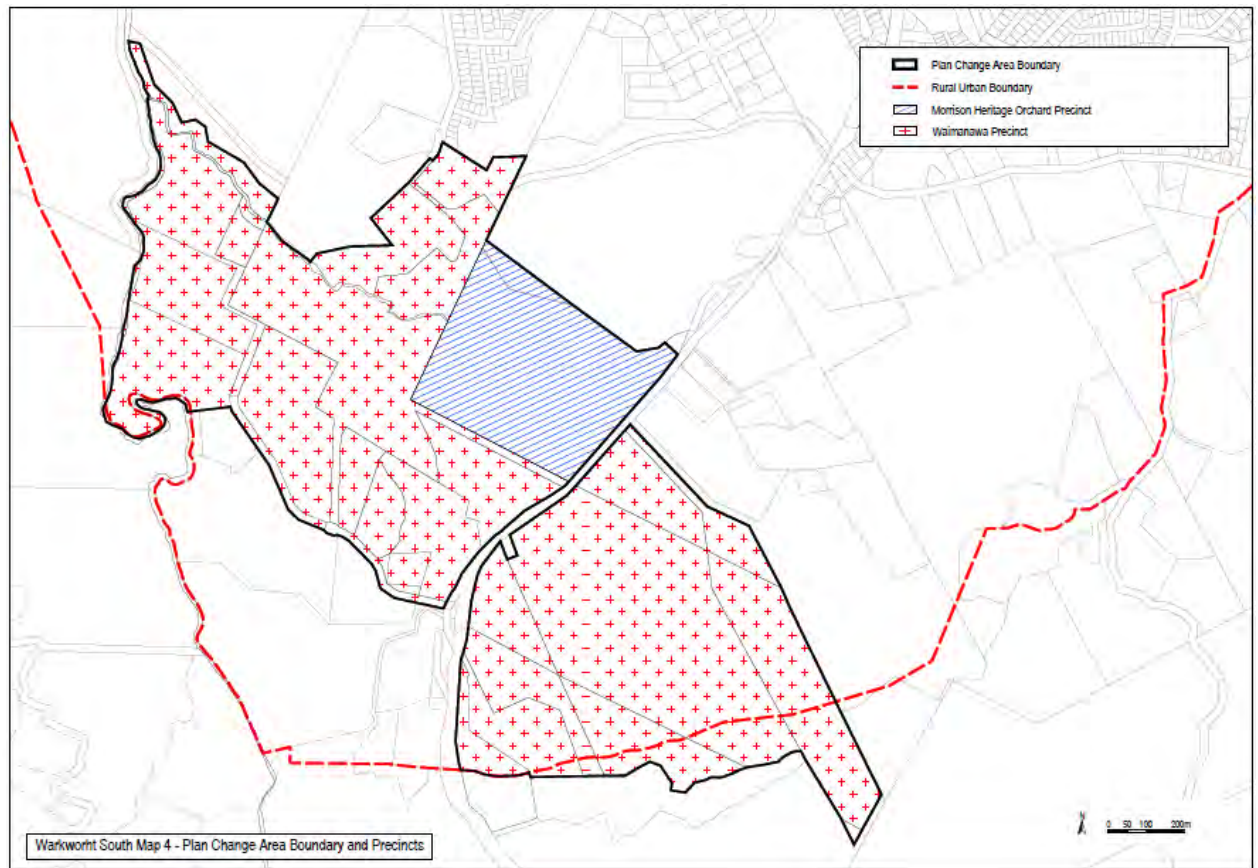 Plan Change Area Boundary
Rural Urban Boundary
Morrison Heritage Orchard Precinct
Waimanawa Precinct
N
0 50 100 200m
Warkworht South Map 4 - Plan Change Area Boundary and Precincts